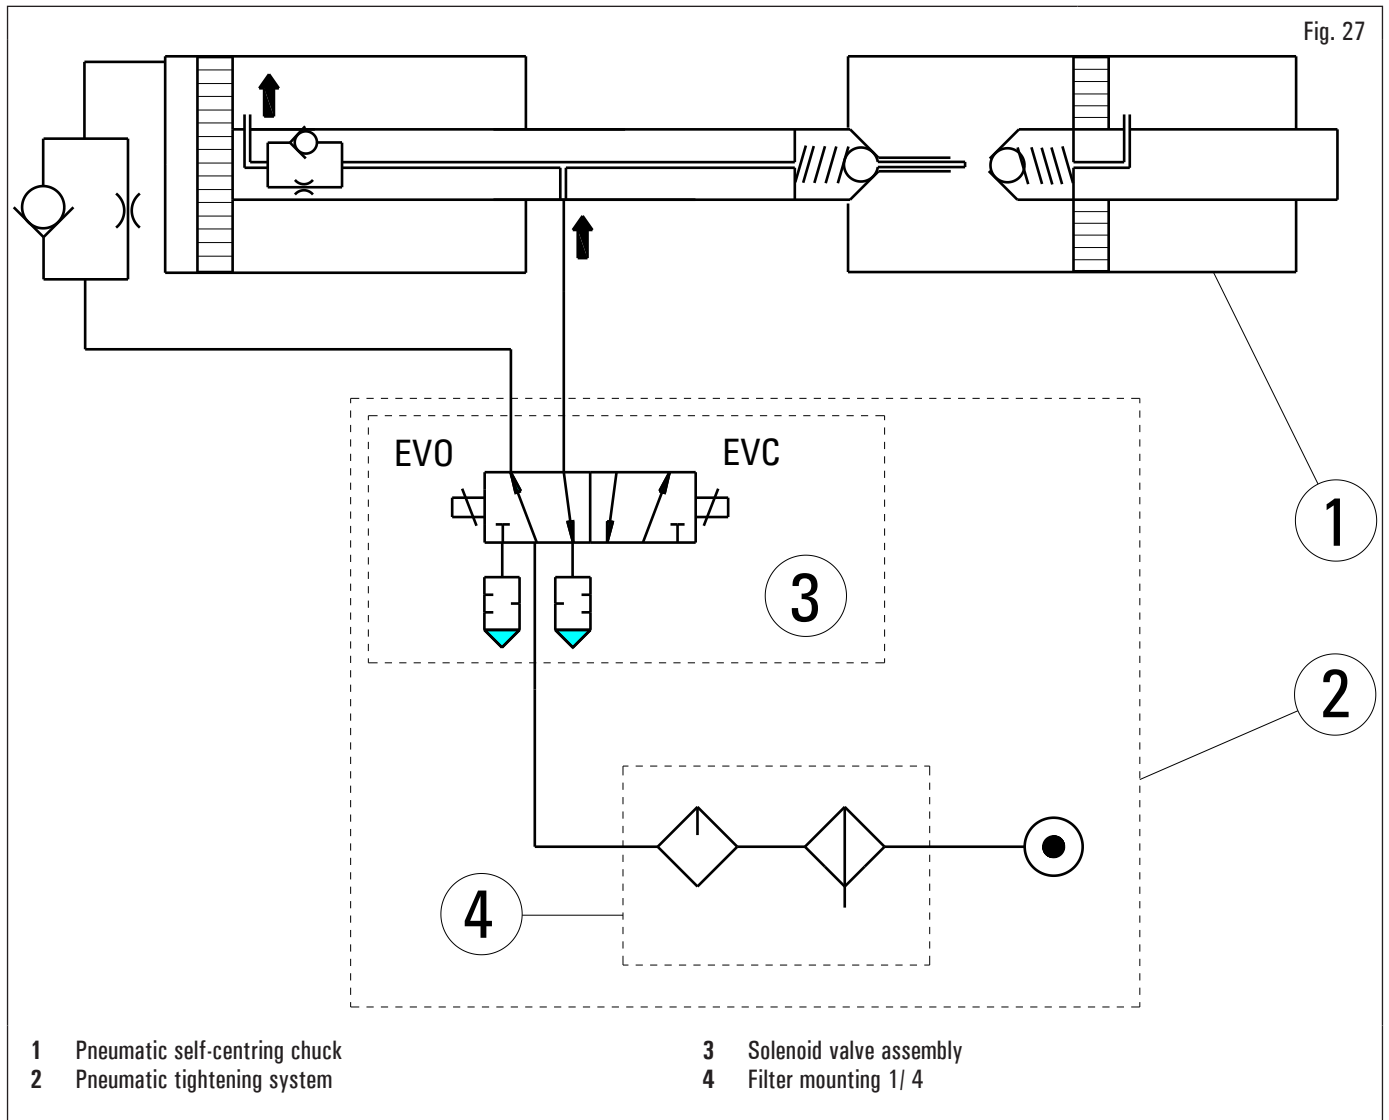 Fig. 27
EVO
EVC
1
3
2
4
1 Pneumatic self-centring chuck
2 Pneumatic tightening system
3 Solenoid valve assembly
4 Filter mounting 1/ 4